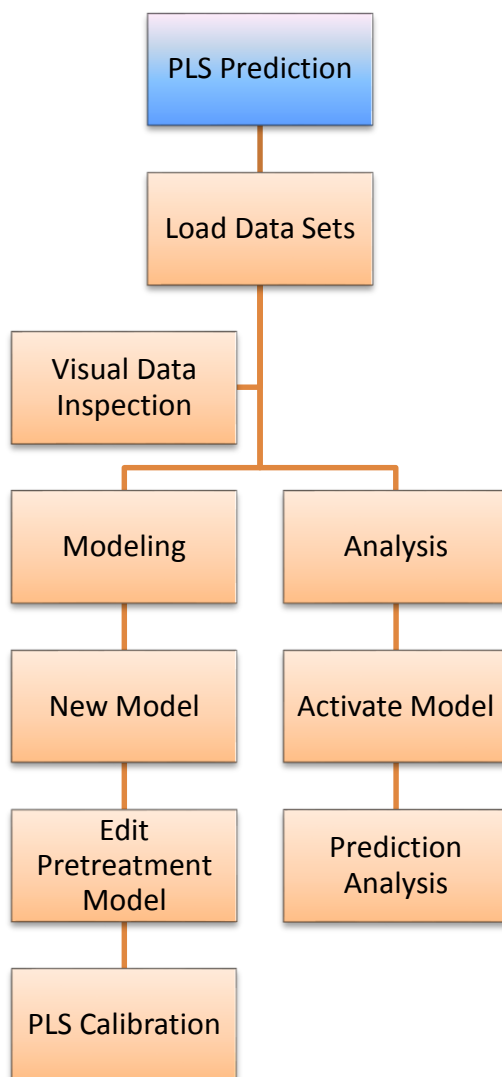 PLS Prediction
Load Data Sets
Visual Data
Inspection
Modeling
Analysis
New Model
Activate Model
Edit
Pretreatment
Model
Prediction
Analysis
PLS Calibration